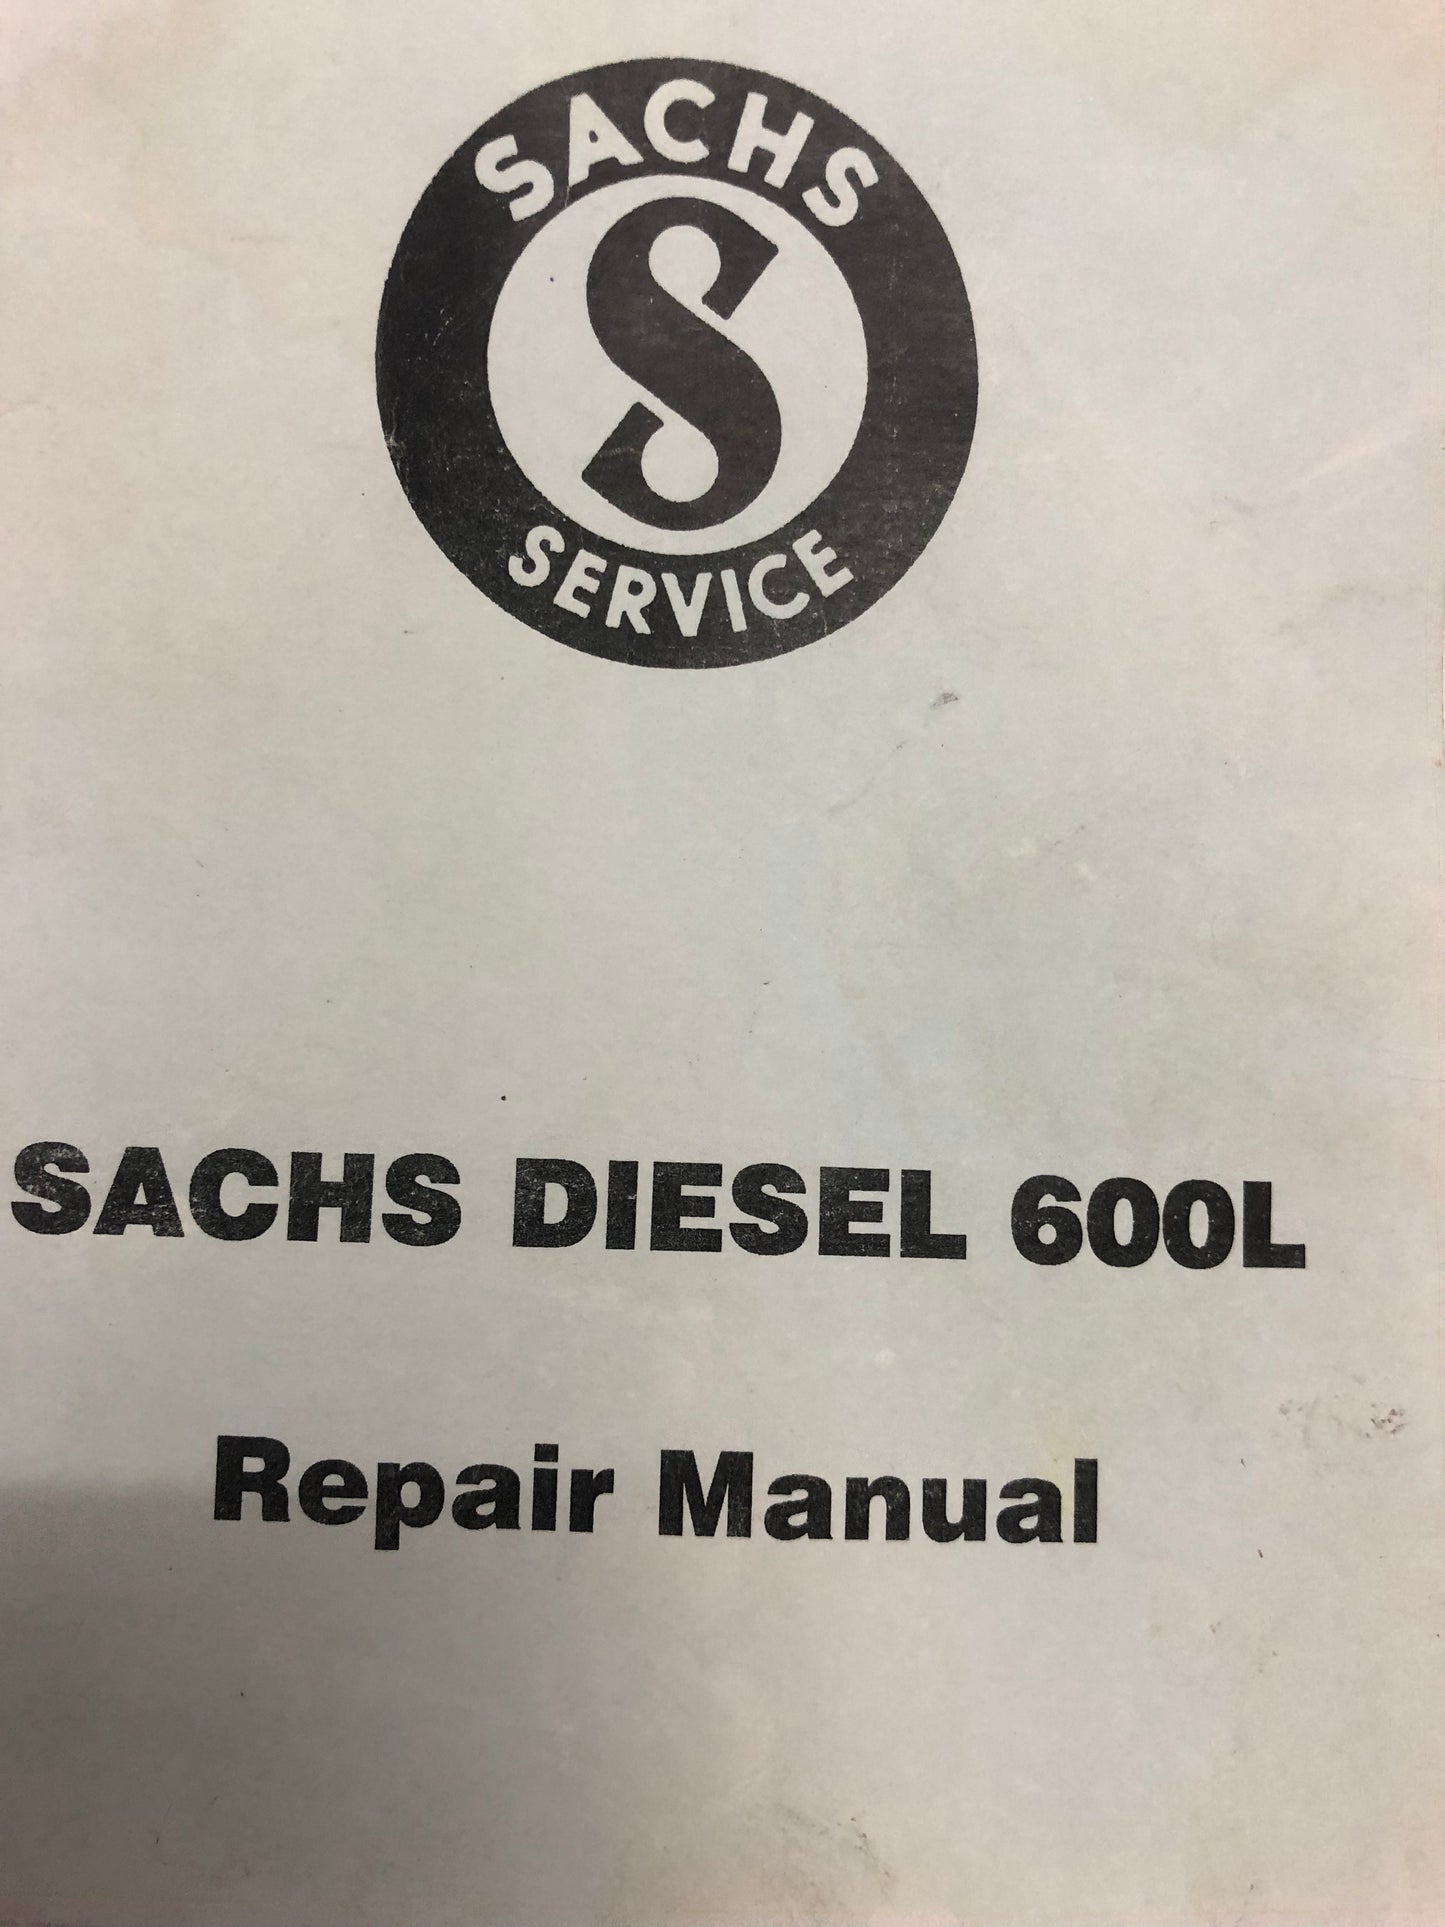 SACHS
S
SERVICE
SACHS DIESEL 600L
Repair Manual